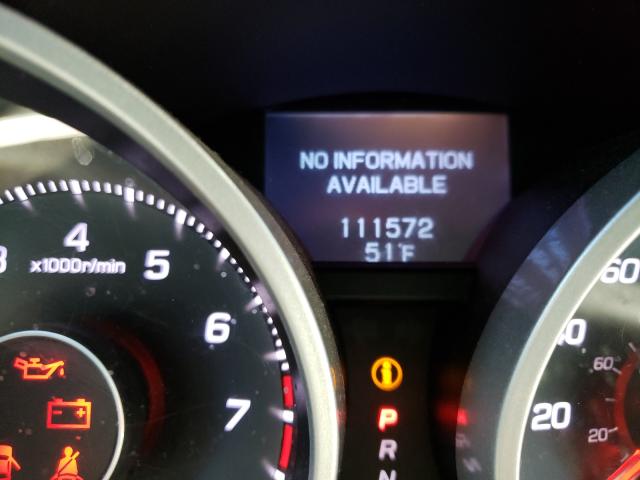 NO INFORMATION
AVAILABLE
111572
51°F
4
x1000r/min
5
6
7
P
R
N
60
40
20
60
20